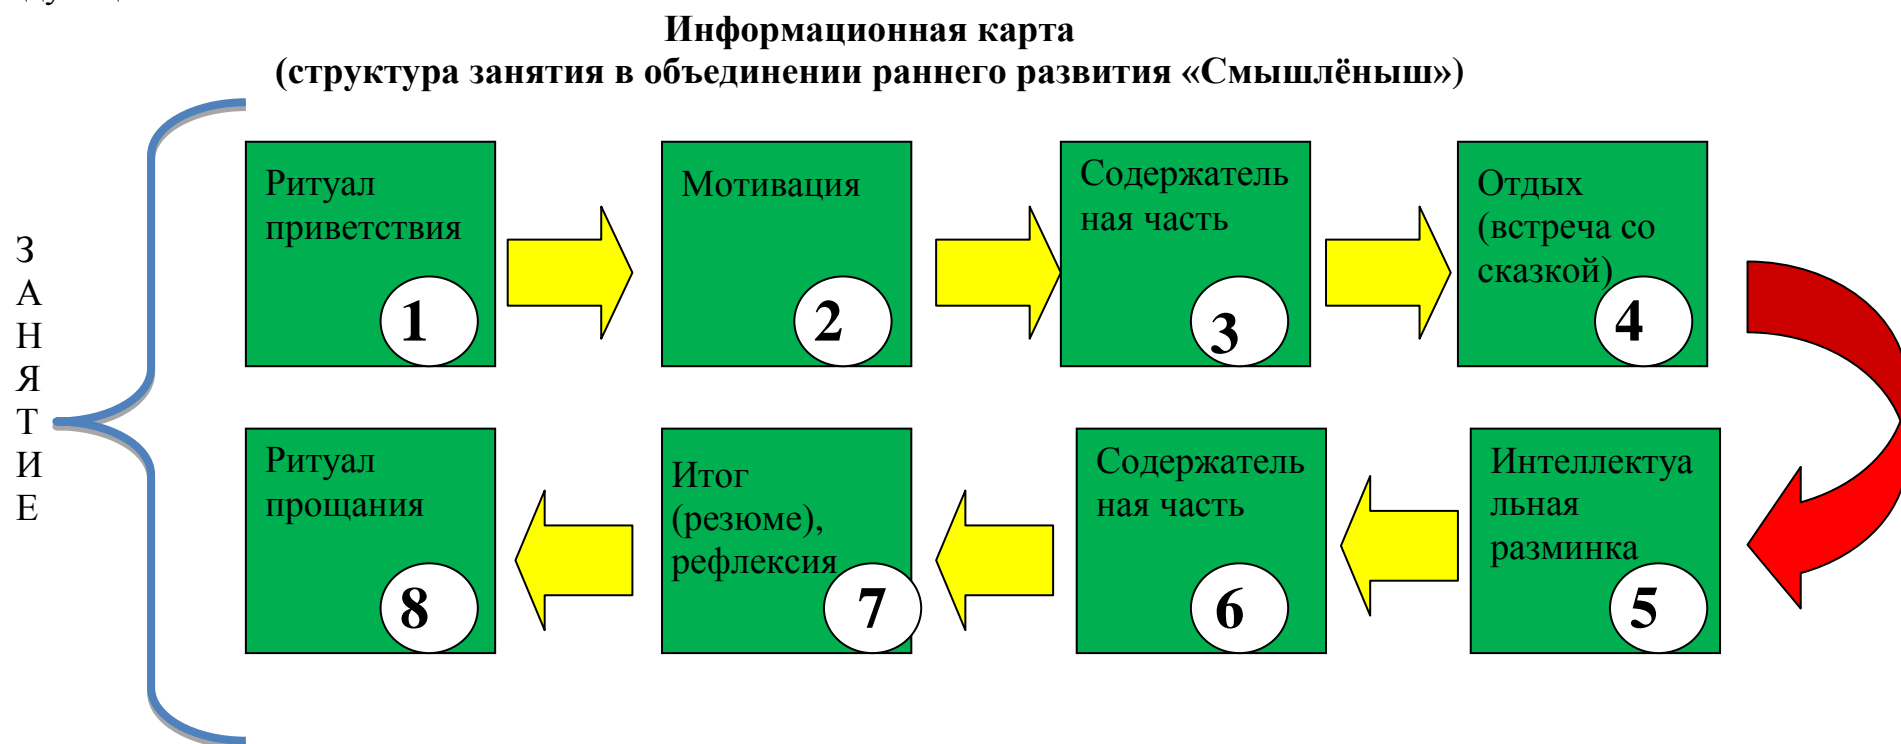 Информационная карта
(структура занятия в объединении раннего развития «Смышлёныш»)
З
А
Н
Я
Т
И
Е
Ритуал
приветствия
1
Мотивация
2
Содержатель
ная часть
3
Отдых
(встреча со
сказкой)
4
Интеллектуа
льная
разминка
5
Содержатель
ная часть
6
Итог
(резюме),
рефлексия
7
Ритуал
прощания
8